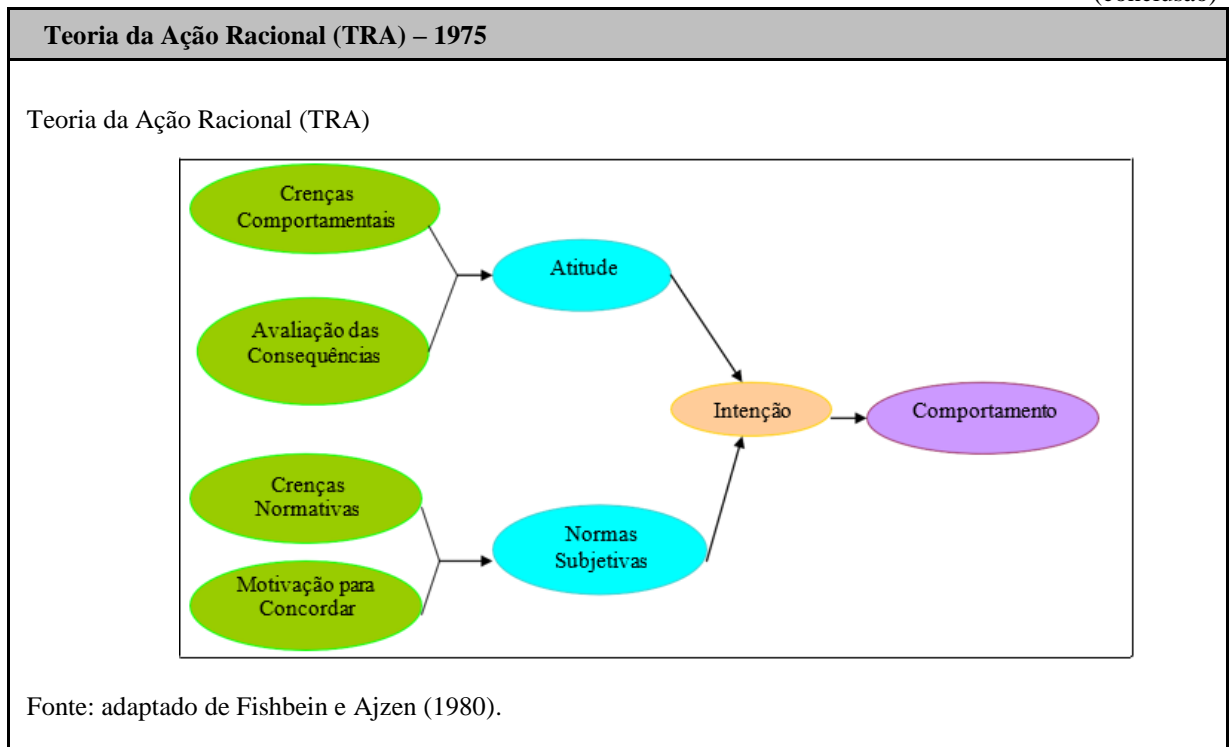 (conclusão)
Teoria da Ação Racional (TRA) – 1975
Teoria da Ação Racional (TRA)
Crenças
Comportamentais
Avaliação das
Consequências
Atitude
Crenças
Normativas
Motivação para
Concordar
Normas
Subjetivas
Intenção
Comportamento
Fonte: adaptado de Fishbein e Ajzen (1980).